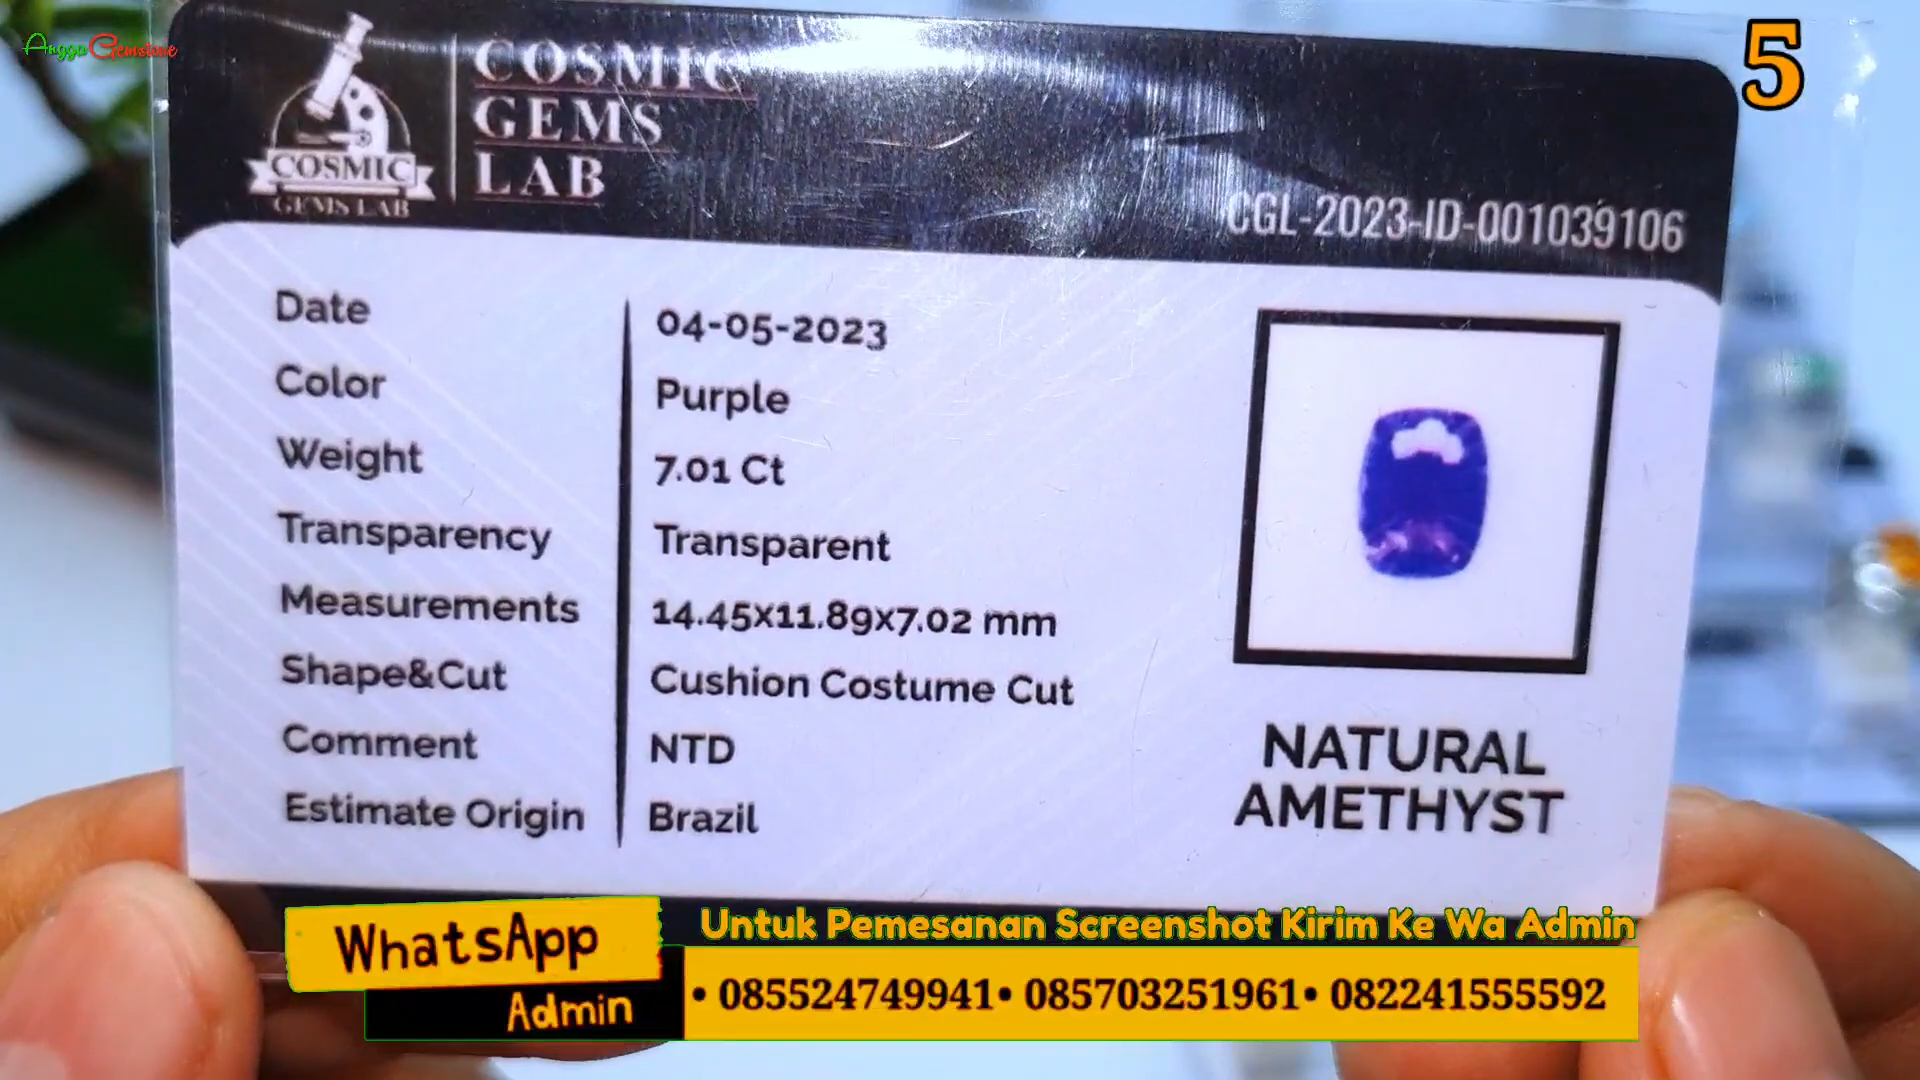 Angga Gemstone
5
COSMIC
GEMS LAB
COSMIC
GEMS
LAB
CGL-2023-ID-001039106
Date 04-05-2023
Color Purple
Weight 7.01 Ct
Transparency Transparent
Measurements 14.45x11.89x7.02 mm
Shape&Cut Cushion Costume Cut
Comment NTD
Estimate Origin Brazil
NATURAL
AMETHYST
WhatsApp
Admin
Untuk Pemesanan Screenshot Kirim Ke Wa Admin
• 085524749941• 085703251961• 082241555592